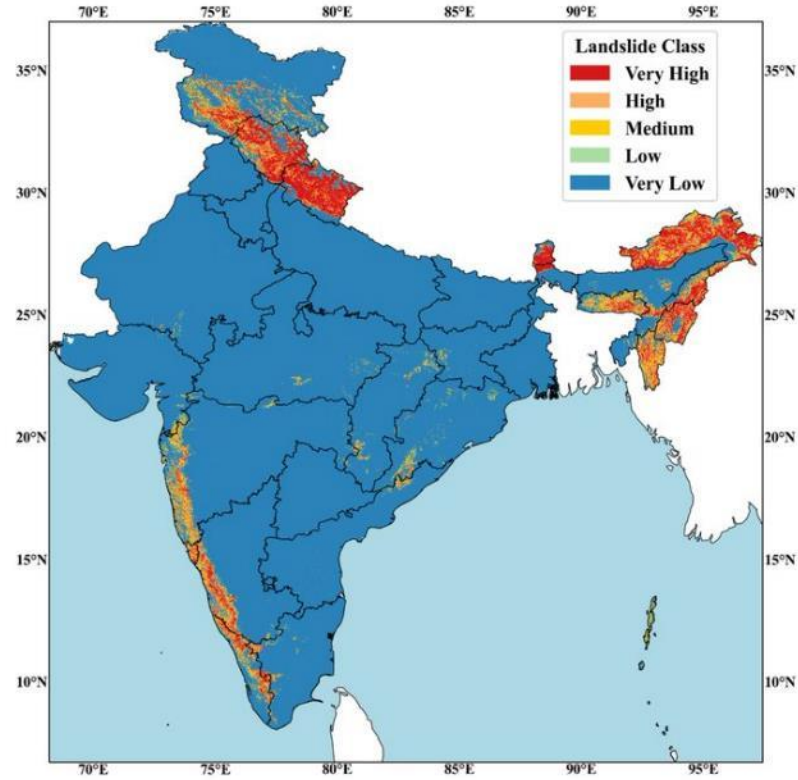 70°E 75°E 80°E 85°E 90°E 95°E
Landslide Class
Very High
High
Medium
Low
Very Low
35°N 35°N
30°N 30°N
25°N 25°N
20°N 20°N
15°N 15°N
10°N 10°N
70°E 75°E 80°E 85°E 90°E 95°E